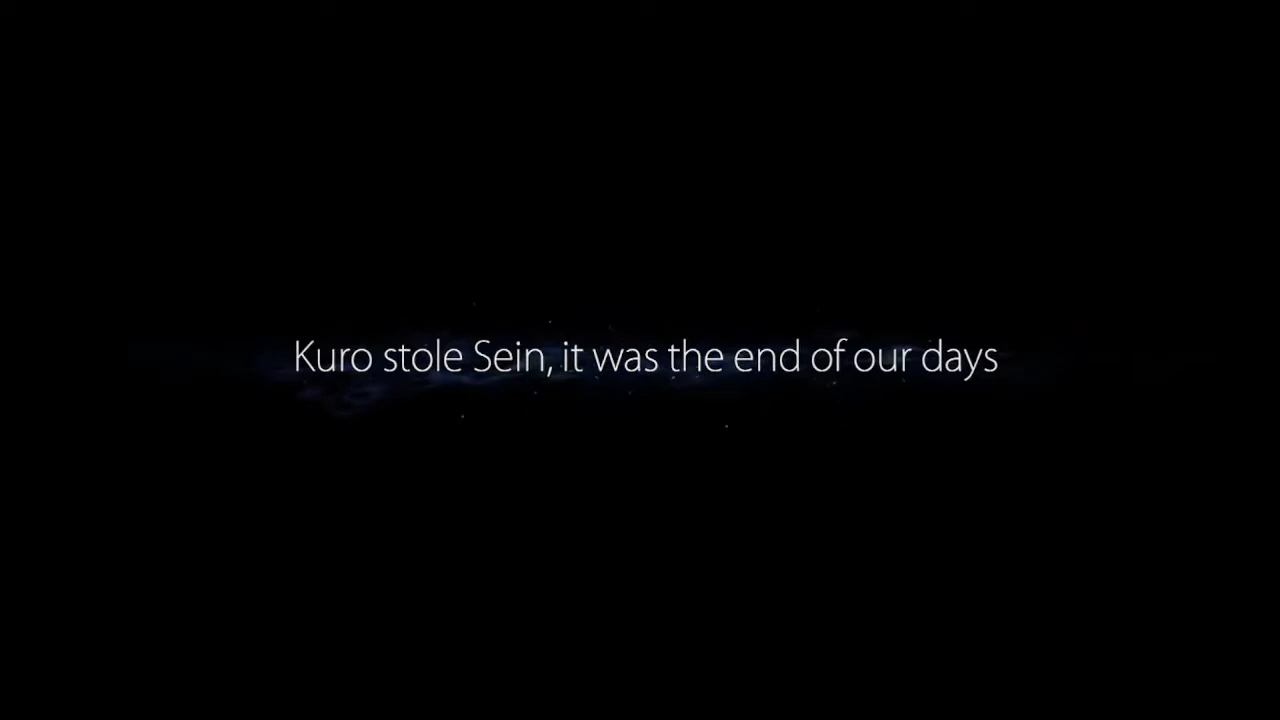 Kuro stole Sein, it was the end of our days